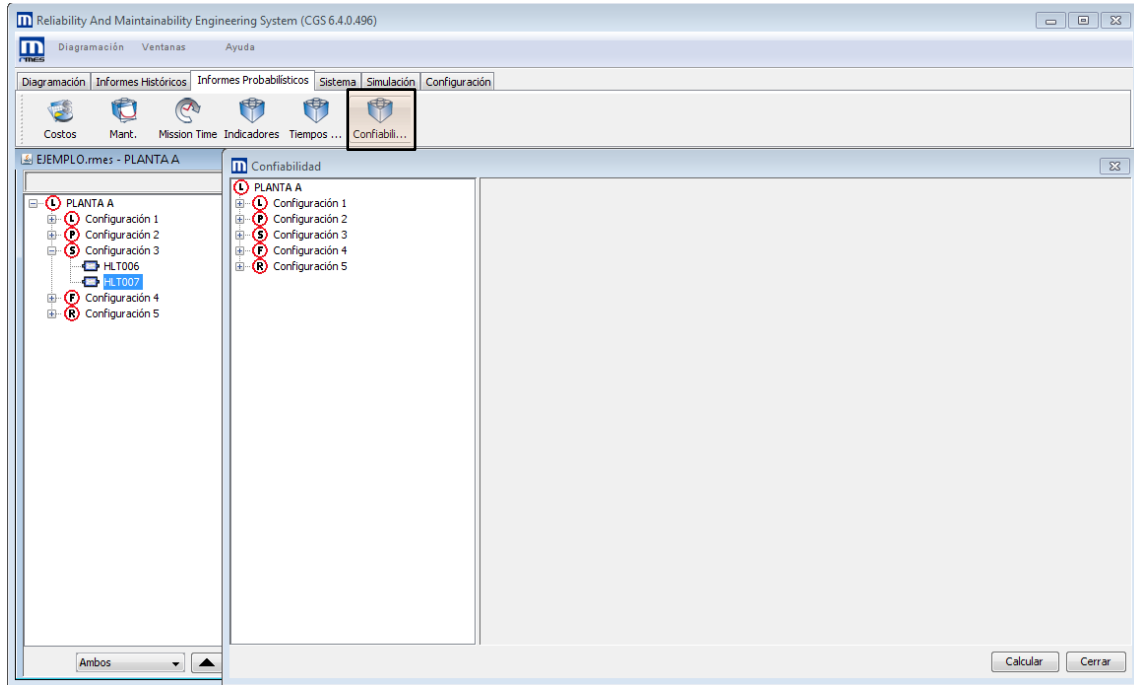 Reliability And Maintainability Engineering System (CGS 6.4.0.496)
rmes Diagramación Ventanas Ayuda
Diagramación Informes Históricos Informes Probabilísticos Sistema Simulación Configuración
Costos Mant. Mission Time Indicadores Tiempos ... Confiabili...
EJEMPLO.rmes - PLANTA A
PLANTA A
Configuración 1
Configuración 2
Configuración 3
HLT006
HLT007
Configuración 4
Configuración 5
Ambos
Confiabilidad
L PLANTA A
L Configuración 1
P Configuración 2
S Configuración 3
F Configuración 4
R Configuración 5
Calcular Cerrar